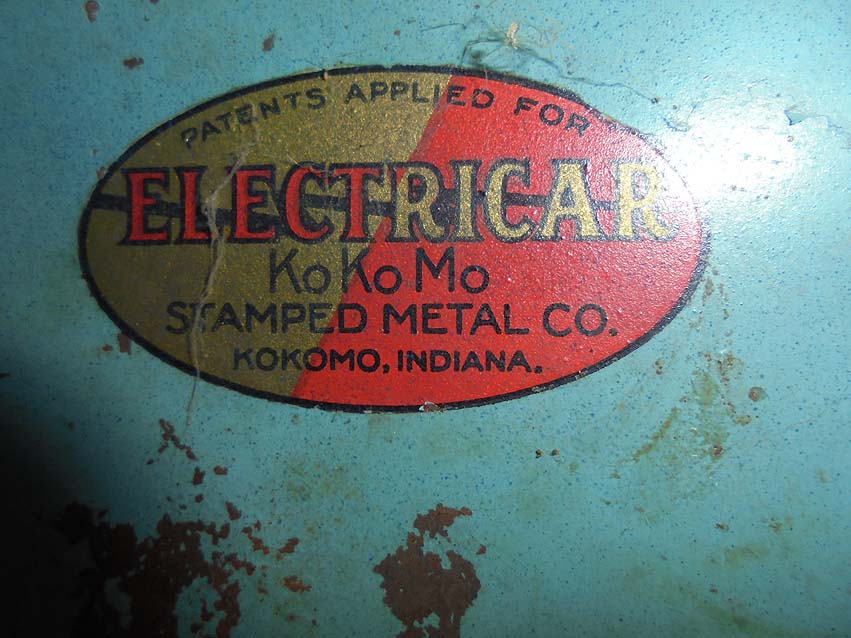 PATENTS APPLIED FOR
ELECTRICAR
KoKoMo
STAMPED METAL CO.
KOKOMO, INDIANA.